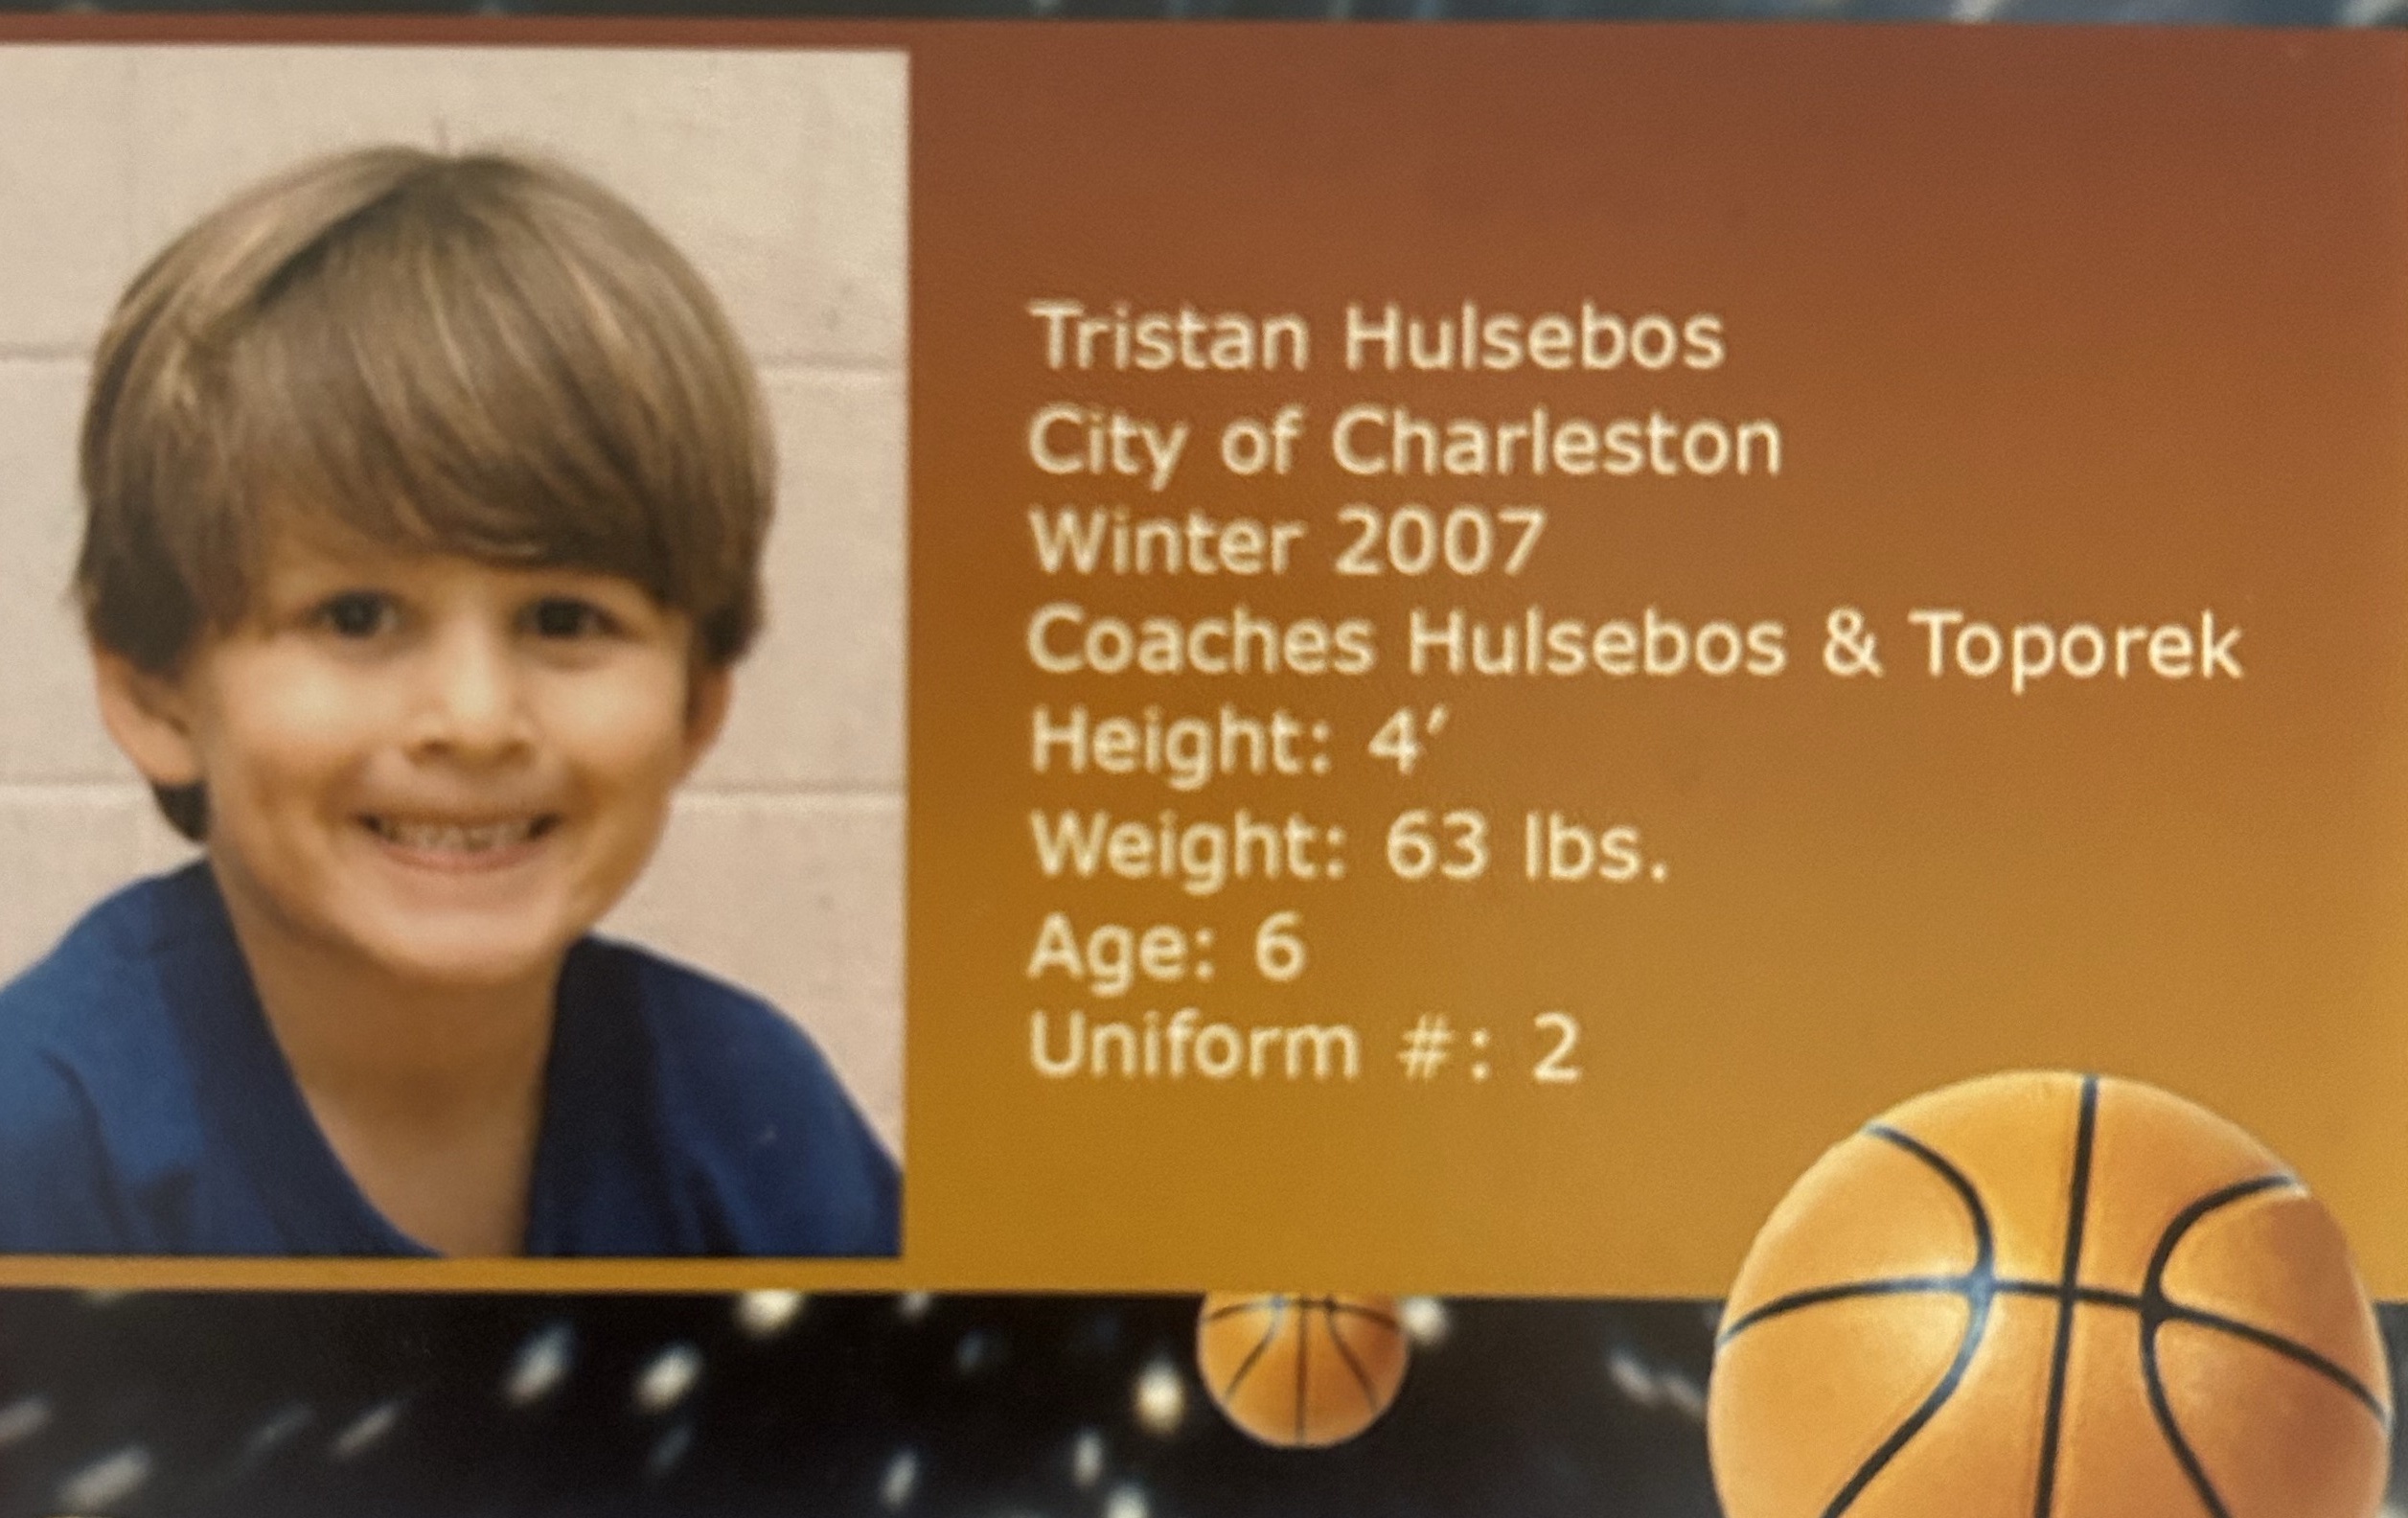 Tristan Hulsebos
City of Charleston
Winter 2007
Coaches Hulsebos & Toporek
Height: 4'
Weight: 63 lbs.
Age: 6
Uniform #: 2